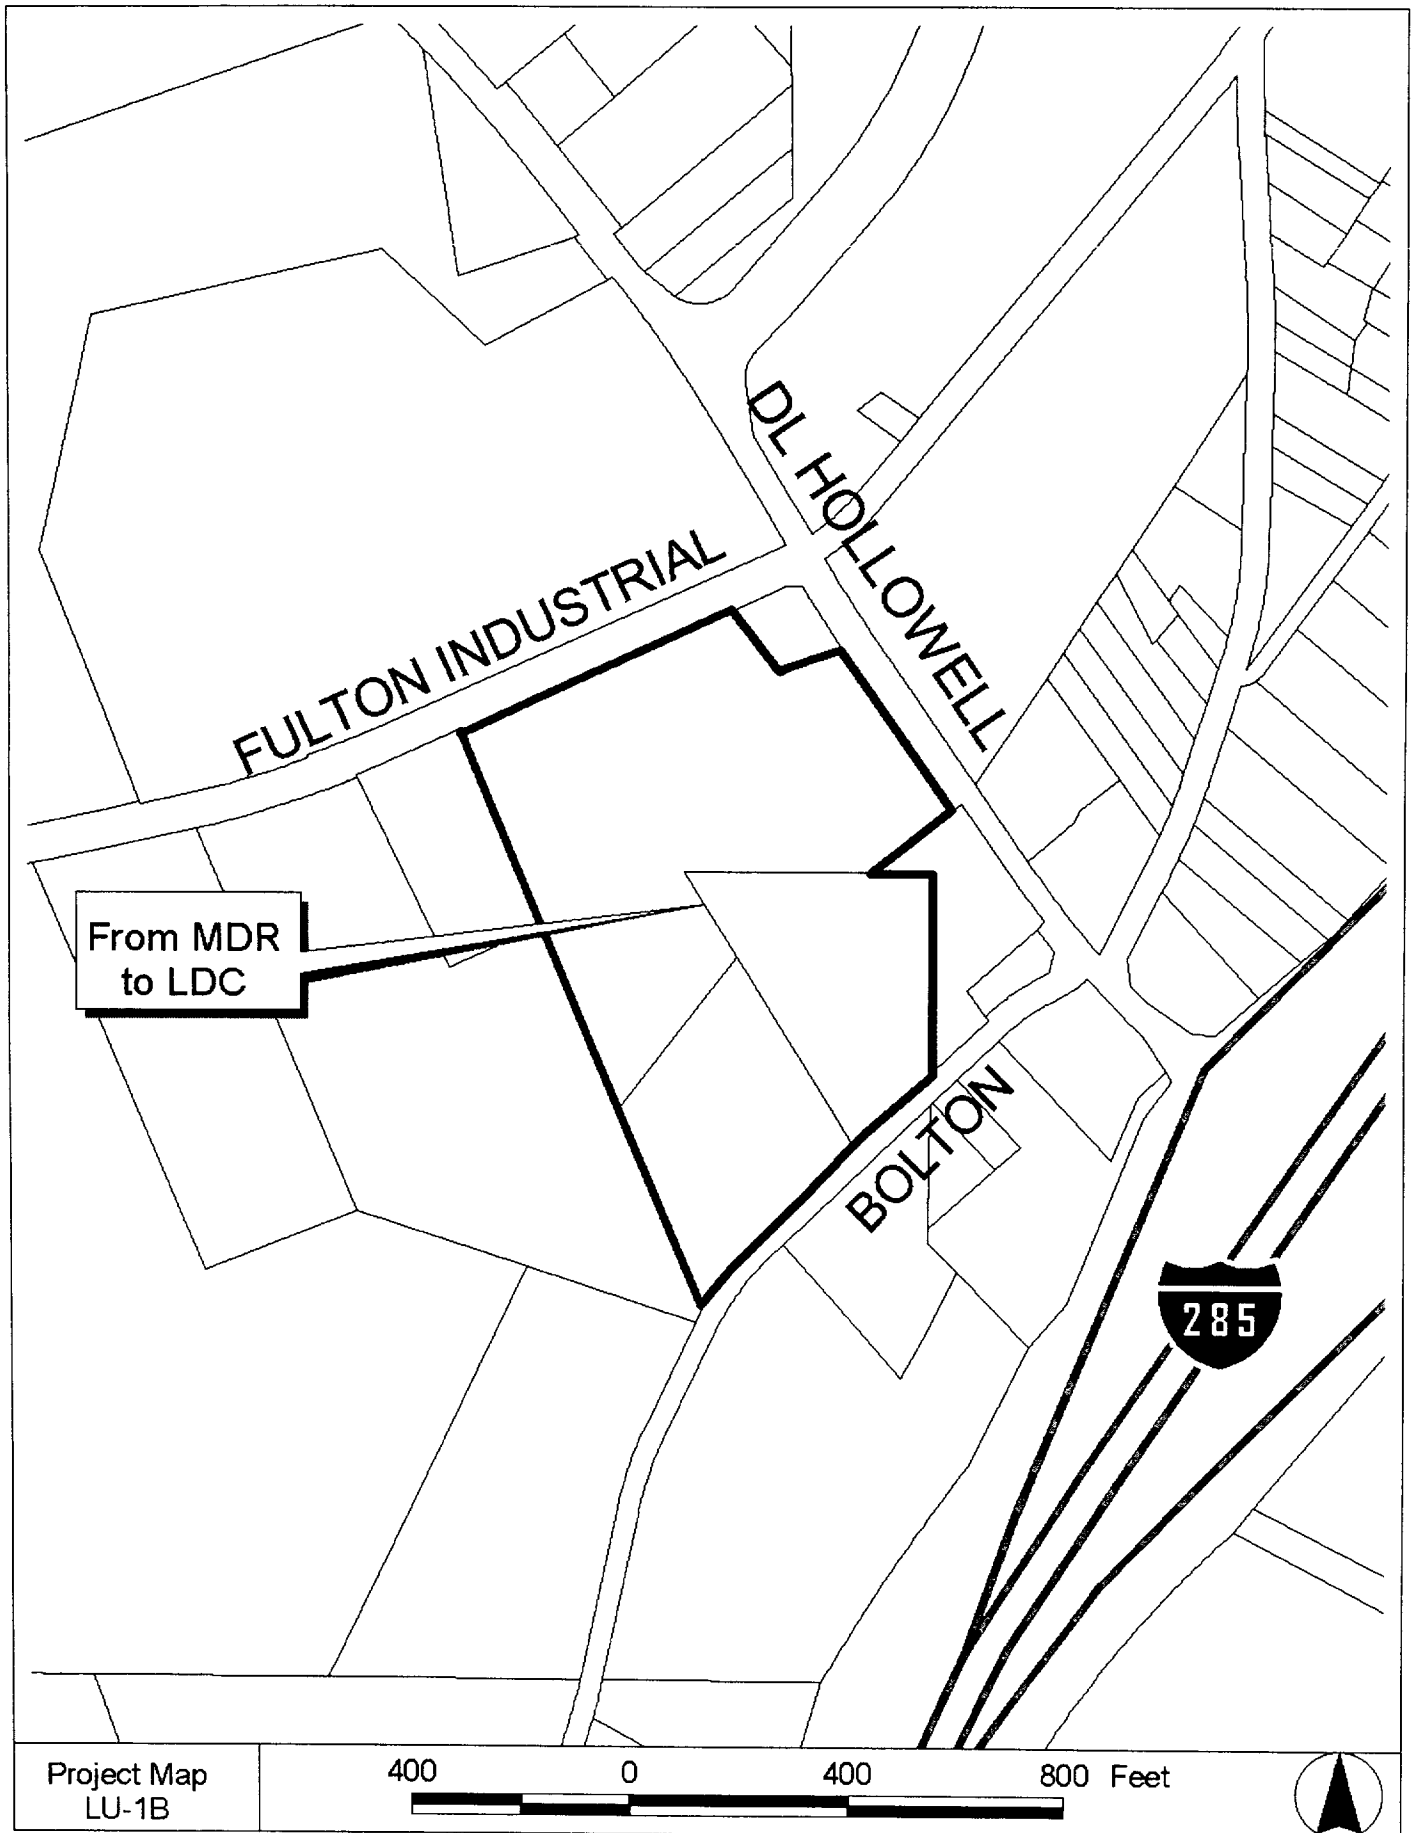 DL HOLLOWELL
FULTON INDUSTRIAL
From MDR
to LDC
BOLTON
285
Project Map
LU-1B
400 0 400 800 Feet